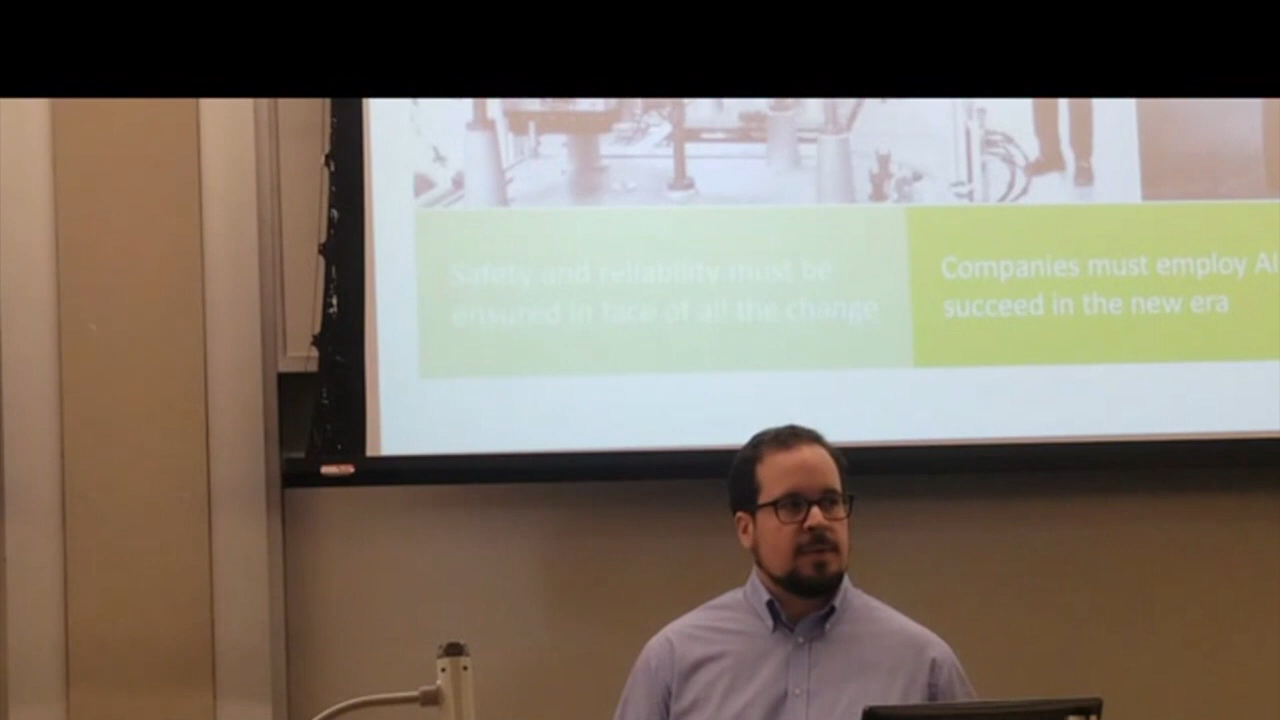 Safety and reliability must be
ensured in face of all the change
Companies must employ AI
succeed in the new era